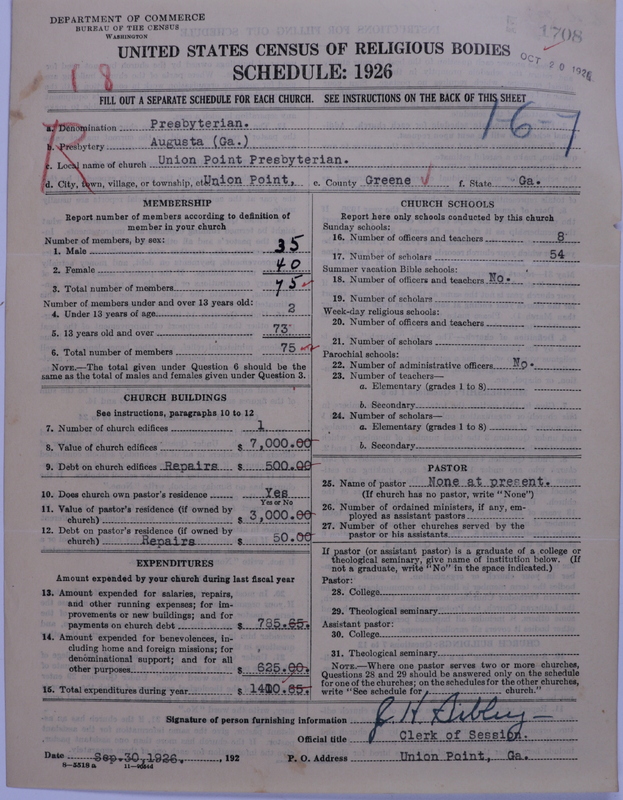 DEPARTMENT OF COMMERCE
BUREAU OF THE CENSUS
WASHINGTON
1708
OCT 20 1926
UNITED STATES CENSUS OF RELIGIOUS BODIES
SCHEDULE: 1926
18
FILL OUT A SEPARATE SCHEDULE FOR EACH CHURCH. SEE INSTRUCTIONS ON THE BACK OF THIS SHEET
16-7
R
a. Denomination Presbyterian.
b. Presbytery Augusta (Ga.)
c. Local name of church Union Point Presbyterian.
d. City, town, village, or township, etc. Union Point, e. County Greene f. State Ga.
MEMBERSHIP
Report number of members according to definition of
member in your church
Number of members, by sex:
1. Male 35
2. Female 40
3. Total number of members 75
Number of members under and over 13 years old:
4. Under 13 years of age 2
5. 13 years old and over 73
6. Total number of members 75
NOTE.—The total given under Question 6 should be the
same as the total of males and females given under Question 3.
CHURCH BUILDINGS
See instructions, paragraphs 10 to 12
7. Number of church edifices 1
8. Value of church edifices $ 7,000.00
9. Debt on church edifices Repairs $ 500.00
10. Does church own pastor's residence Yes
Yes or No
11. Value of pastor's residence (if owned by
church) $ 3,000.00
12. Debt on pastor's residence (if owned by
church) Repairs $ 50.00
EXPENDITURES
Amount expended by your church during last fiscal year
13. Amount expended for salaries, repairs,
and other running expenses; for im-
provements or new buildings; and for
payments on church debt $ 785.85.
14. Amount expended for benevolences, in-
cluding home and foreign missions; for
denominational support; and for all
other purposes $ 625.00.
15. Total expenditures during year $ 1410.85.
CHURCH SCHOOLS
Report here only schools conducted by this church
Sunday schools:
16. Number of officers and teachers 8
17. Number of scholars 54
Summer vacation Bible schools:
18. Number of officers and teachers No.
19. Number of scholars
Week-day religious schools:
20. Number of officers and teachers
21. Number of scholars
Parochial schools:
22. Number of administrative officers No.
23. Number of teachers—
a. Elementary (grades 1 to 8)
b. Secondary
24. Number of scholars—
a. Elementary (grades 1 to 8)
b. Secondary
PASTOR
25. Name of pastor None at present.
(If church has no pastor, write "None")
26. Number of ordained ministers, if any, em-
ployed as assistant pastors
27. Number of other churches served by the
pastor or his assistants
If pastor (or assistant pastor) is a graduate of a college or
theological seminary, give name of institution below. (If
not a graduate, write "No" in the space indicated.)
Pastor:
28. College
29. Theological seminary
Assistant pastor:
30. College
31. Theological seminary
NOTE.—Where one pastor serves two or more churches,
Questions 28 and 29 should be answered only on the schedule
for one of the churches; on the schedules for the other churches,
write "See schedule for church."
Signature of person furnishing information J. H. Sibley
Official title Clerk of Session.
Date Sep.30,1926. , 192 P. O. Address Union Point, Ga.
8—5518 a